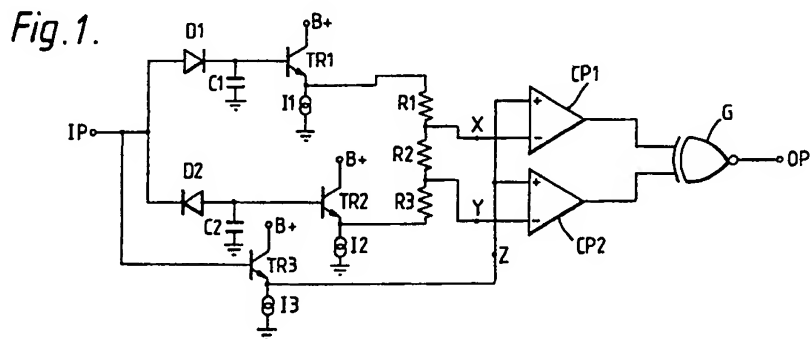 Fig.1.
D1
B+
TR1
C1
I1
R1
CP1
IP
X
G
R2
OP
D2
B+
R3
TR2
Y
C2
B+
I2
CP2
TR3
Z
I3
+
−
+
−